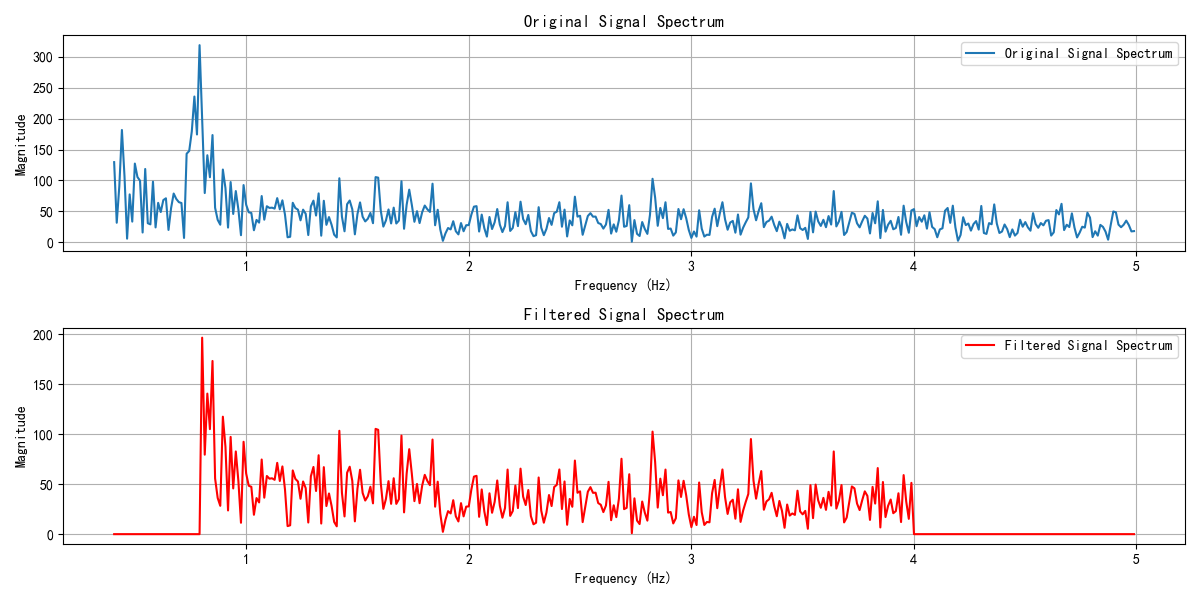 Original Signal Spectrum
Original Signal Spectrum
Magnitude
300
250
200
150
100
50
0
1 2 3 4 5
Frequency (Hz)
Filtered Signal Spectrum
Filtered Signal Spectrum
Magnitude
200
150
100
50
0
1 2 3 4 5
Frequency (Hz)